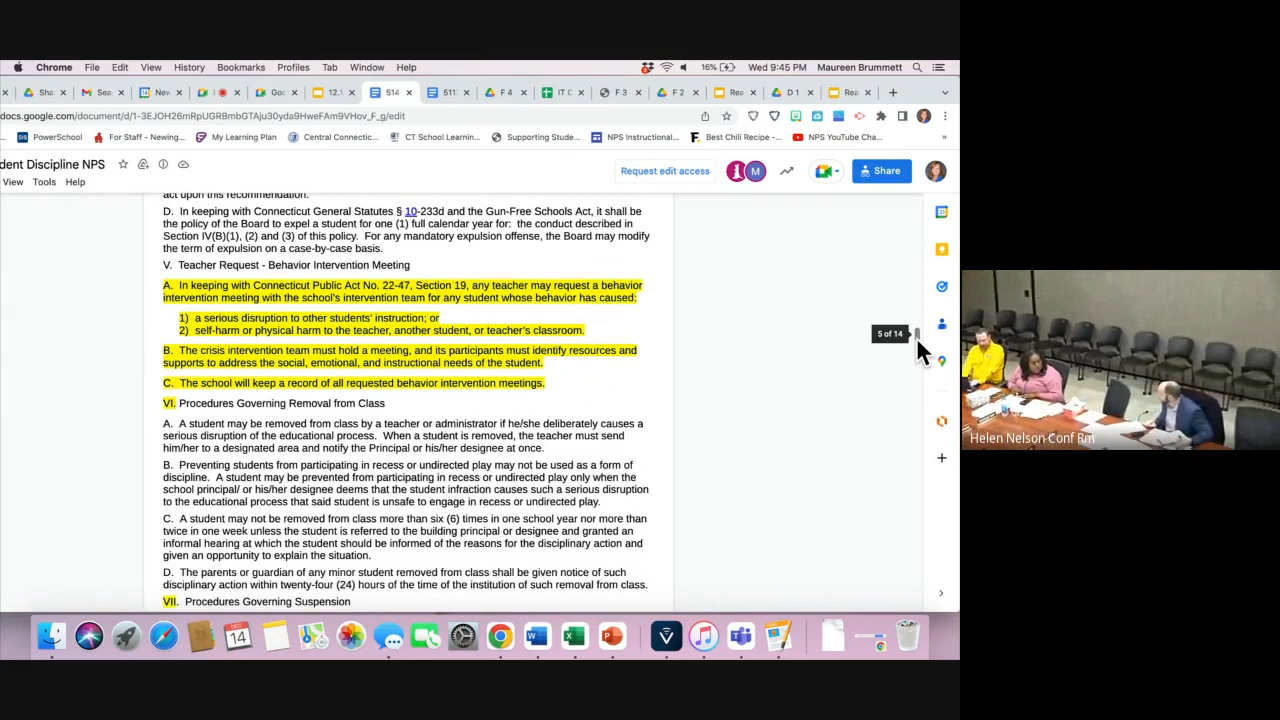 Chrome File Edit View History Bookmarks Profiles Tab Window Help 16% Wed 9:45 PM Maureen Brummett
Sha Sea New Goo 12.1 514 511 F 4 IT C F 3 F 2 Rea D 1 Rea
docs.google.com/document/d/1-3EJOH26mRpUGRBmbGTAju30yda9HweFAm9VHov_F_g/edit
PowerSchool For Staff - Newing... My Learning Plan Central Connectic... CT School Learnin... Supporting Stude... NPS Instructional... Best Chili Recipe -... NPS YouTube Cha... »
dent Discipline NPS
Request edit access M Share
View Tools Help
act upon this recommendation.
D. In keeping with Connecticut General Statutes § 10-233d and the Gun-Free Schools Act, it shall be
the policy of the Board to expel a student for one (1) full calendar year for: the conduct described in
Section IV(B)(1), (2) and (3) of this policy. For any mandatory expulsion offense, the Board may modify
the term of expulsion on a case-by-case basis.
V. Teacher Request - Behavior Intervention Meeting
A. In keeping with Connecticut Public Act No. 22-47, Section 19, any teacher may request a behavior
intervention meeting with the school's intervention team for any student whose behavior has caused:
1) a serious disruption to other students' instruction; or
2) self-harm or physical harm to the teacher, another student, or teacher's classroom.
5 of 14
B. The crisis intervention team must hold a meeting, and its participants must identify resources and
supports to address the social, emotional, and instructional needs of the student.
C. The school will keep a record of all requested behavior intervention meetings.
VI. Procedures Governing Removal from Class
A. A student may be removed from class by a teacher or administrator if he/she deliberately causes a
serious disruption of the educational process. When a student is removed, the teacher must send
him/her to a designated area and notify the Principal or his/her designee at once.
B. Preventing students from participating in recess or undirected play may not be used as a form of
discipline. A student may be prevented from participating in recess or undirected play only when the
school principal/ or his/her designee deems that the student infraction causes such a serious disruption
to the educational process that said student is unsafe to engage in recess or undirected play.
C. A student may not be removed from class more than six (6) times in one school year nor more than
twice in one week unless the student is referred to the building principal or designee and granted an
informal hearing at which the student should be informed of the reasons for the disciplinary action and
given an opportunity to explain the situation.
D. The parents or guardian of any minor student removed from class shall be given notice of such
disciplinary action within twenty-four (24) hours of the time of the institution of such removal from class.
VII. Procedures Governing Suspension
Helen Nelson-Conf Rm
DEC
14